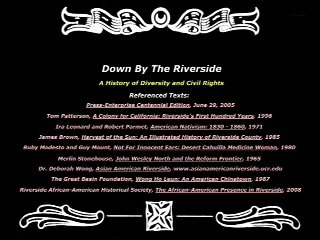 Down By The Riverside
A History of Diversity and Civil Rights
Referenced Texts:
Press-Enterprise Centennial Edition, June 29, 2005
Tom Patterson, A Colony for California: Riverside's First Hundred Years, 1996
Ira Leonard and Robert Parmet, American Nativism: 1830 - 1860, 1971
James Brown, Harvest of the Sun: An Illustrated History of Riverside County, 1985
Ruby Modesto and Guy Mount, Not For Innocent Ears: Desert Cahuilla Medicine Woman, 1980
Merlin Stonehouse, John Wesley North and the Reform Frontier, 1965
Dr. Deborah Wong, Asian American Riverside, www.asianamericanriverside.ucr.edu
The Great Basin Foundation, Wong Ho Leun: An American Chinatown, 1987
Riverside African-American Historical Society, The African-American Presence in Riverside, 2005